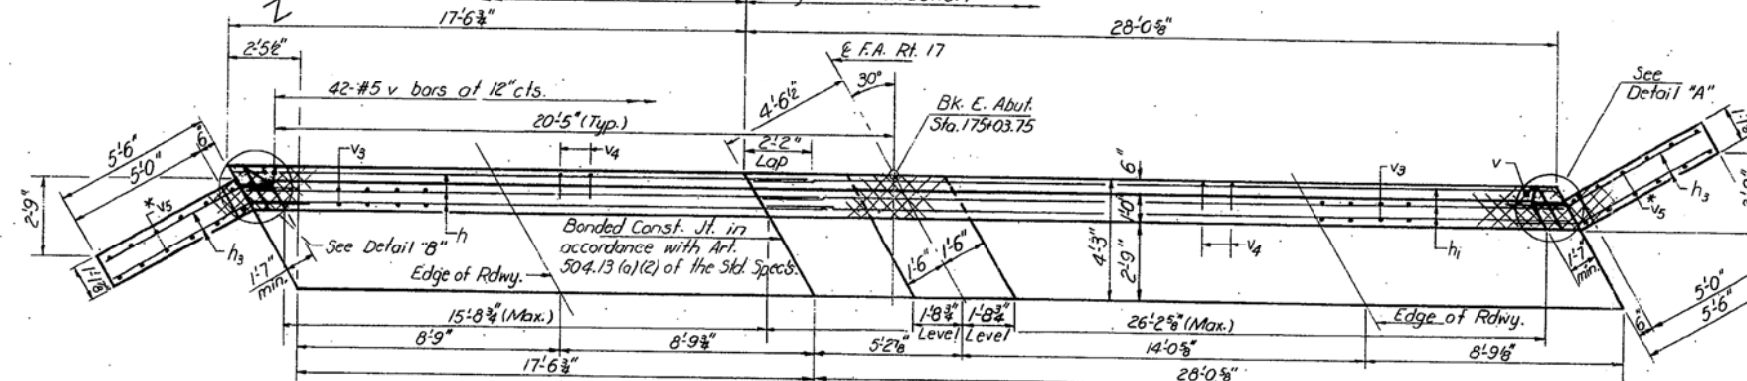 17'-6¾"
28'-0⅝"
2'-5½"
℄ F.A. Rt. 17
30°
See
Detail "A"
42-#5 v bars at 12" cts.
4'-6½"
Bk. E. Abut.
Sta. 175+03.75
20'-5" (Typ.)
2'-2"
Lap
5'-6"
5'-0"
6"
v3
v4
6"
v3
v
2'-9"
* v5
h3
h
1'-0"
4'-3"
2'-9"
v4
h1
h3
* v5
See Detail "B"
Bonded Const. Jt. in
accordance with Art.
504.13 (a)(2) of the Std. Specs.
1'-6"
1'-6"
1'-1⅞"
1'-7"
min.
Edge of Rdwy.
1'-7"
min.
5'-0"
5'-6"
6"
15'-8¾" (Max.)
1'-8¾"
Level
1'-8¾"
Level
26'-2⅝" (Max.)
Edge of Rdwy.
8'-9"
8'-9¾"
5'-2⅞"
14'-0⅝"
8'-9⅛"
17'-6¾"
28'-0⅝"